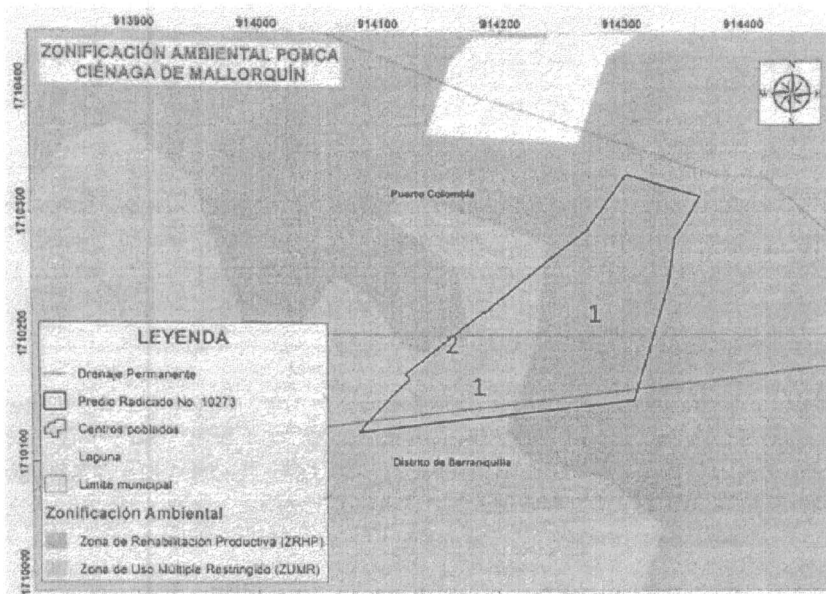 913900 914000 914100 914200 914300 914400
ZONIFICACIÓN AMBIENTAL POMCA
CIÉNAGA DE MALLORQUÍN
1710400
Puerto Colombia
1710300
1
1710200
2
1
LEYENDA
Drenaje Permanente
Predio Radicado No. 10273
Centros poblados
Laguna
Limite municipal
1710100
Distrito de Barranquilla
Zonificación Ambiental
Zona de Rehabilitación Productiva (ZRHP)
Zona de Uso Múltiple Restringido (ZUMR)
1710000